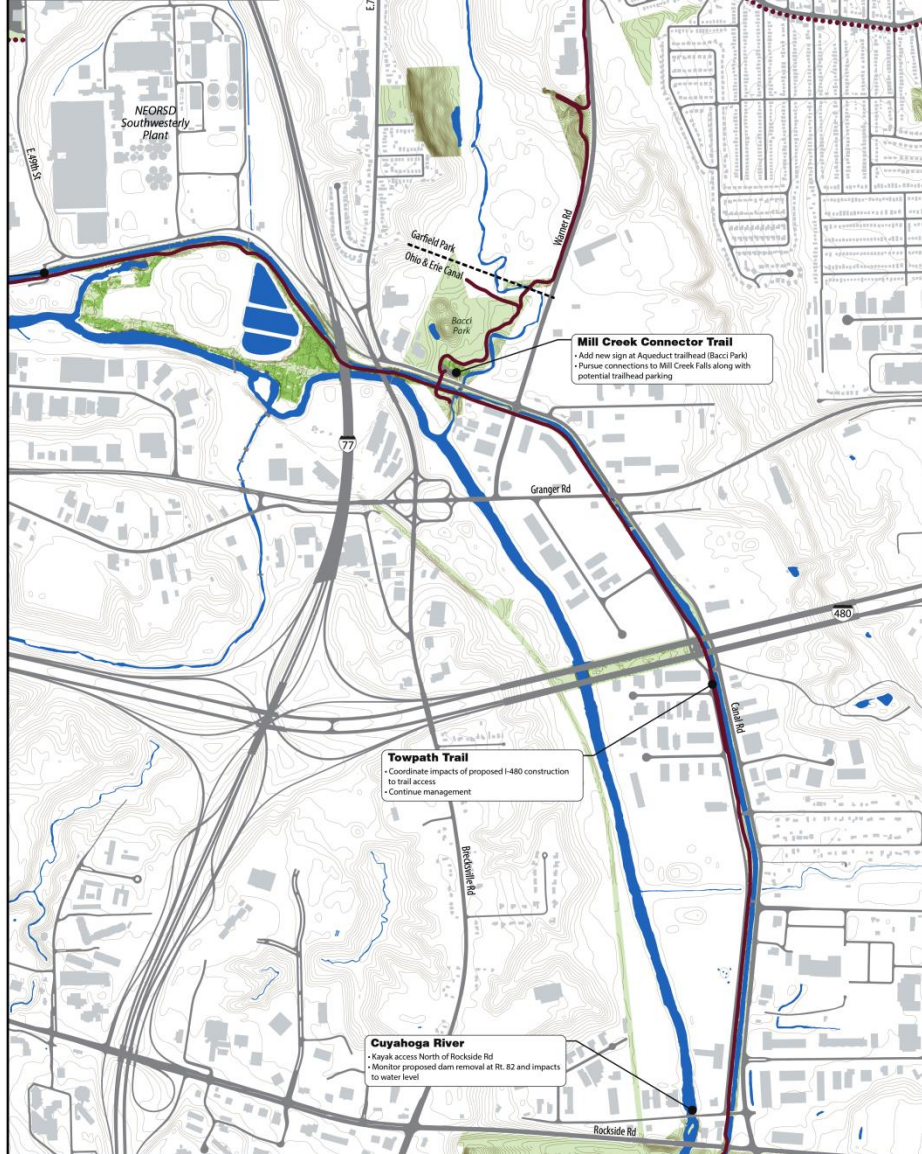 E.7
NEORSD
Southwesterly
Plant
E.49th St
Warner Rd
Garfield Park
Ohio & Erie Canal
Bacci
Park
Mill Creek Connector Trail
• Add new sign at Aqueduct trailhead (Bacci Park)
• Pursue connections to Mill Creek Falls along with
potential trailhead parking
77
Granger Rd
480
Canal Rd
Towpath Trail
• Coordinate impacts of proposed I-480 construction
to trail access
• Continue management
Brecksville Rd
Cuyahoga River
• Kayak access North of Rockside Rd
• Monitor proposed dam removal at Rt. 82 and impacts
to water level
Rockside Rd